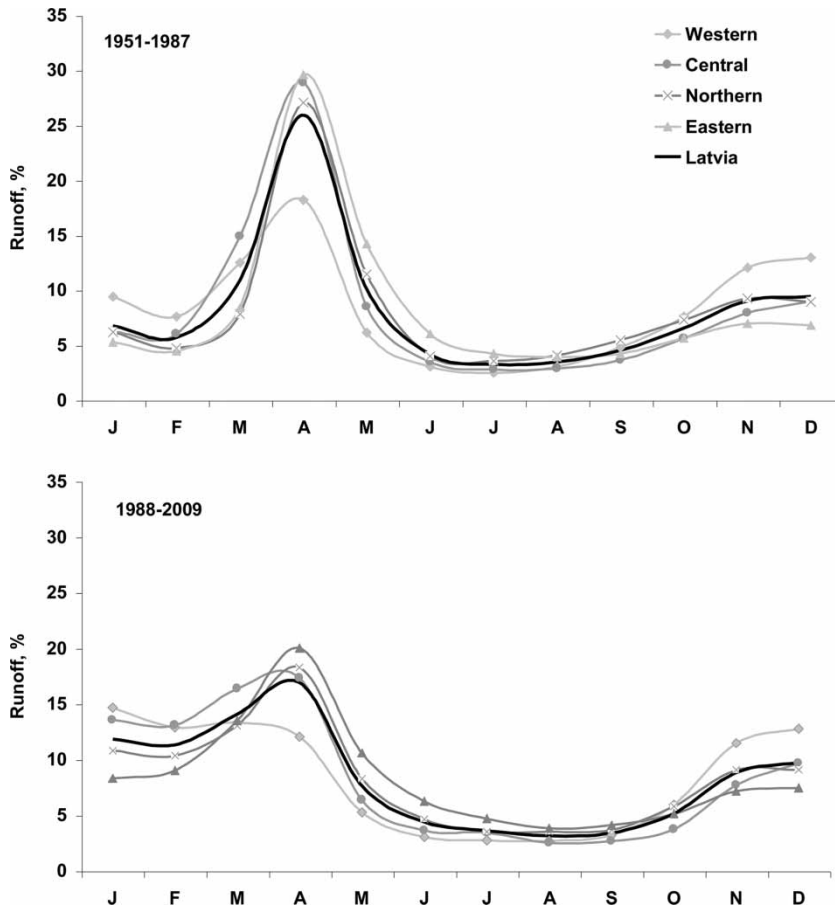 35
1951-1987
Western
30
Central
25
Northern
Eastern
20
Latvia
Runoff, %
15
10
5
0
J F M A M J J A S O N D
35
1988-2009
30
25
20
Runoff, %
15
10
5
0
J F M A M J J A S O N D